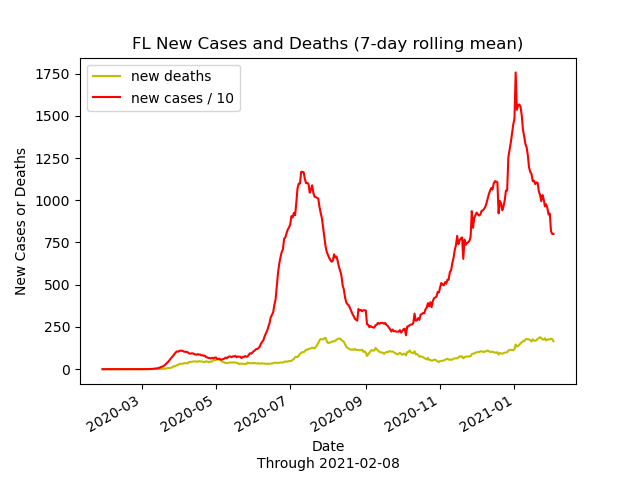 FL New Cases and Deaths (7-day rolling mean)
new deaths
new cases / 10
New Cases or Deaths
1750
1500
1250
1000
750
500
250
0
2020-03
2020-05
2020-07
2020-09
2020-11
2021-01
Date
Through 2021-02-08